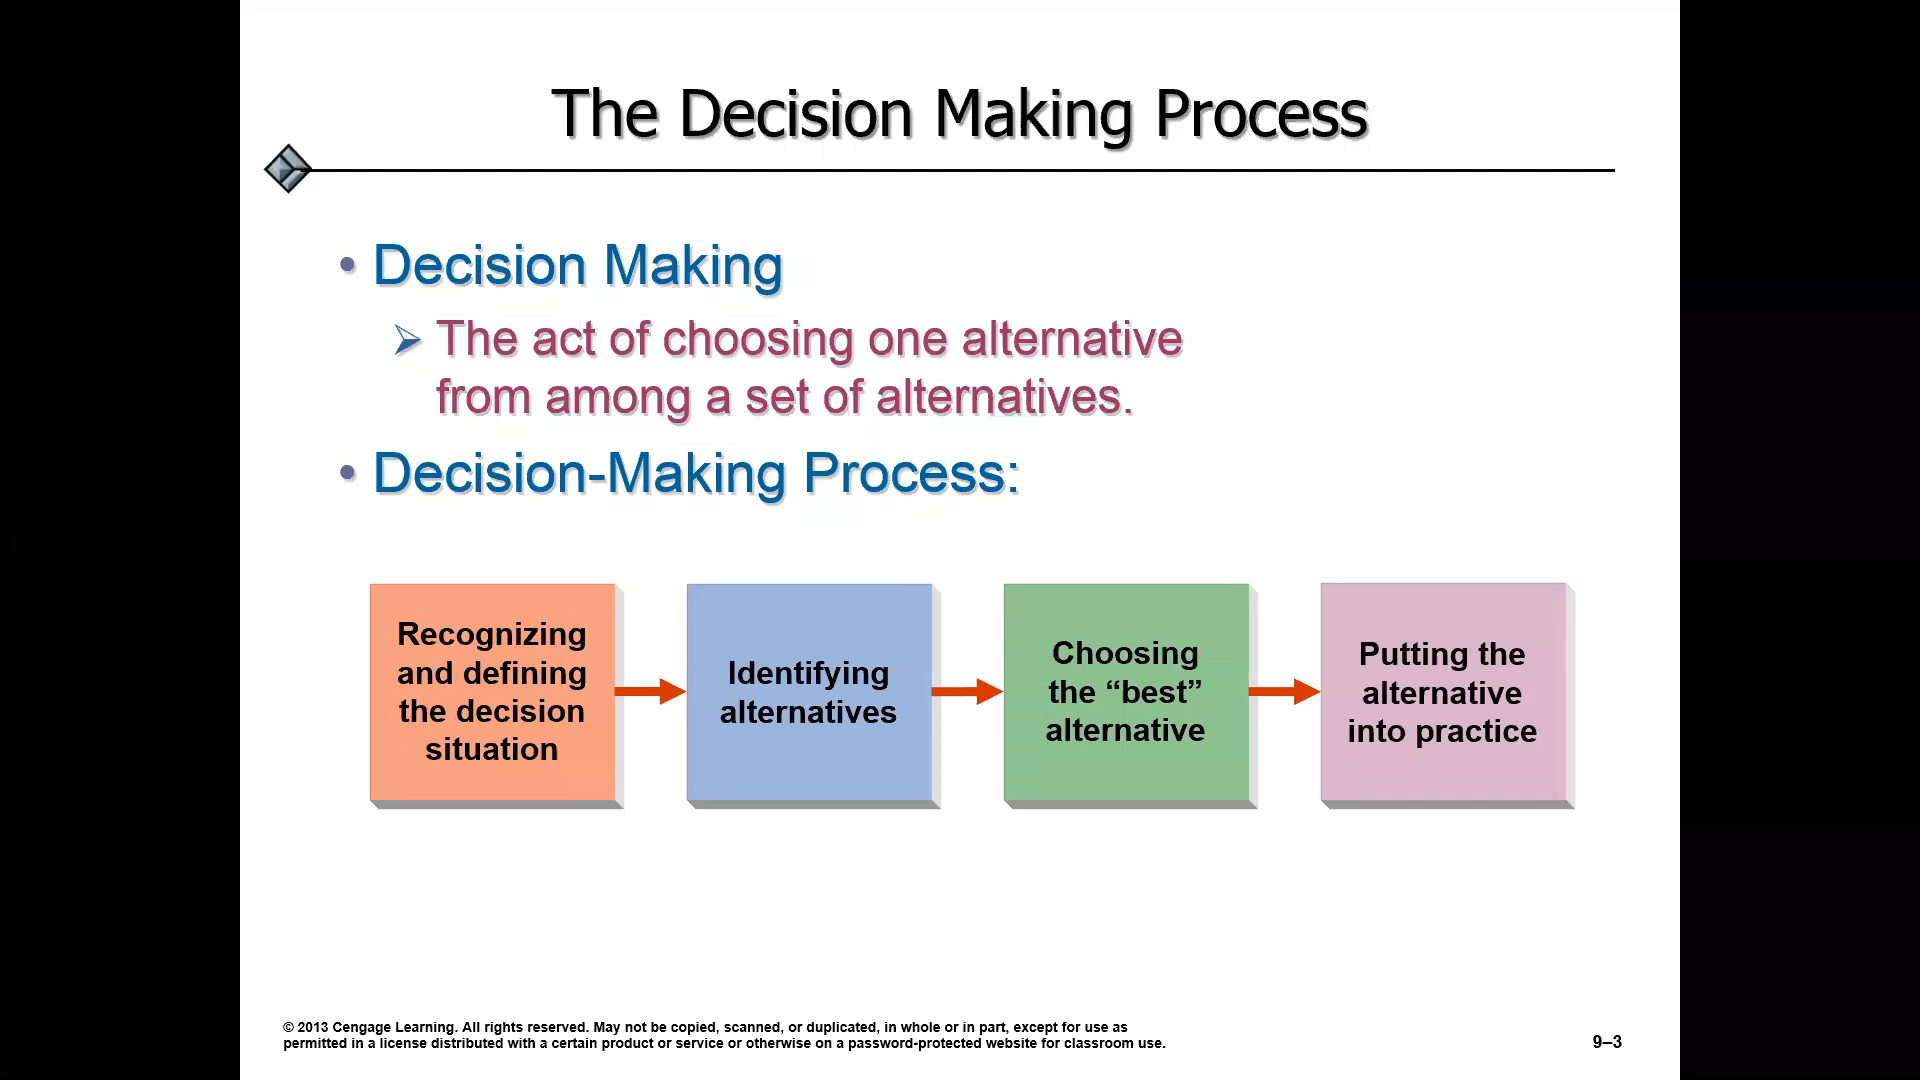 The Decision Making Process
• Decision Making
➢ The act of choosing one alternative
from among a set of alternatives.
• Decision-Making Process:
Recognizing
and defining
the decision
situation
Identifying
alternatives
Choosing
the “best”
alternative
Putting the
alternative
into practice
© 2013 Cengage Learning. All rights reserved. May not be copied, scanned, or duplicated, in whole or in part, except for use as
permitted in a license distributed with a certain product or service or otherwise on a password-protected website for classroom use.
9–3